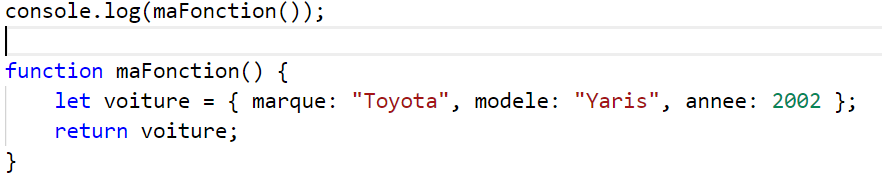 console.log(maFonction());
function maFonction() {
    let voiture = { marque: "Toyota", modele: "Yaris", annee: 2002 };
    return voiture;
}